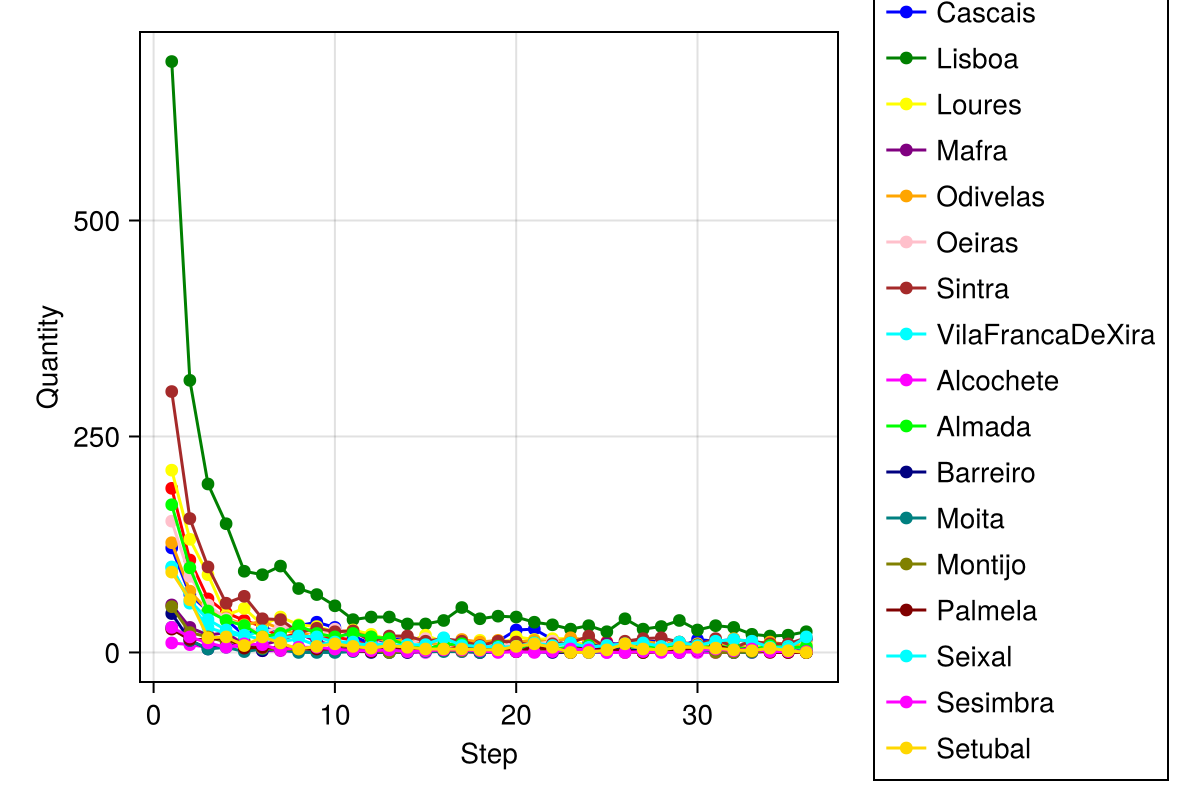 Quantity
500
250
0
0
10
20
30
Step
Cascais
Lisboa
Loures
Mafra
Odivelas
Oeiras
Sintra
VilaFrancaDeXira
Alcochete
Almada
Barreiro
Moita
Montijo
Palmela
Seixal
Sesimbra
Setubal